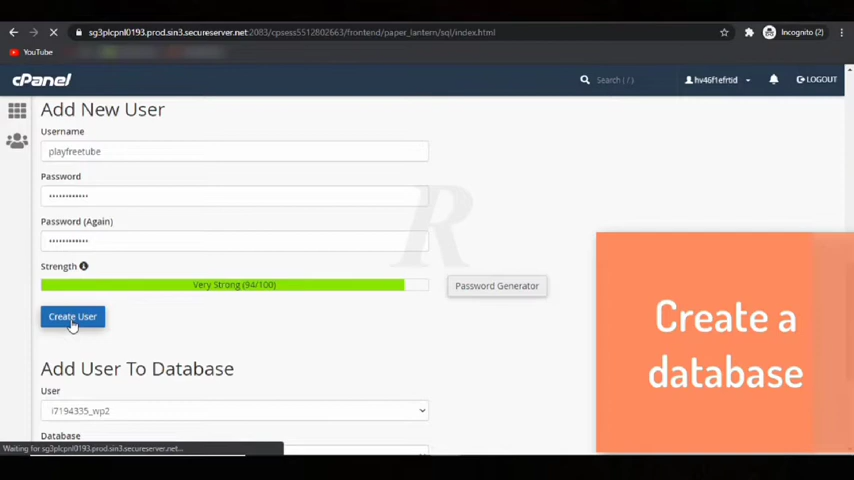 sg3plcpnl0193.prod.sin3.secureserver.net:2083/cpsess5512802663/frontend/paper_lantern/sql/index.html
Incognito (2)
YouTube
cPanel
Search ( / )
hv46f1efrtid
LOGOUT
Add New User
Username
playfreetube
Password
Password (Again)
Strength
Very Strong (94/100)
Password Generator
Create User
Add User To Database
User
i7194335_wp2
Database
Waiting for sg3plcpnl0193.prod.sin3.secureserver.net...
R
Create a
database